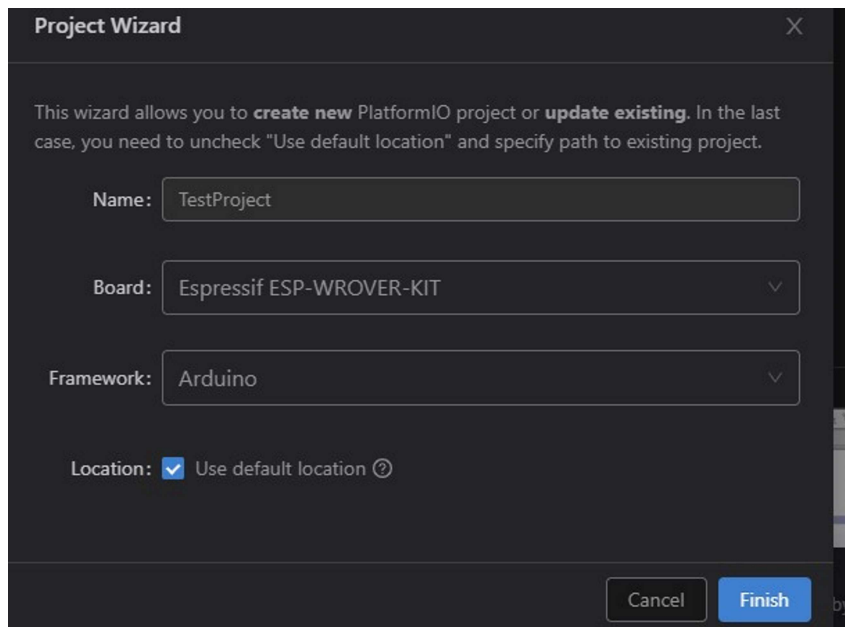 Project Wizard
This wizard allows you to create new PlatformIO project or update existing. In the last
case, you need to uncheck "Use default location" and specify path to existing project.
Name: TestProject
Board: Espressif ESP-WROVER-KIT
Framework: Arduino
Location: Use default location
Cancel Finish